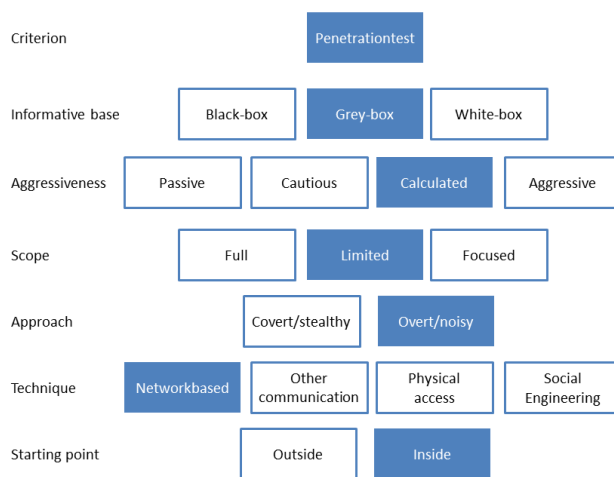 Criterion Penetrationtest
Informative base Black-box Grey-box White-box
Aggressiveness Passive Cautious Calculated Aggressive
Scope Full Limited Focused
Approach Covert/stealthy Overt/noisy
Technique Networkbased Other communication Physical access Social Engineering
Starting point Outside Inside